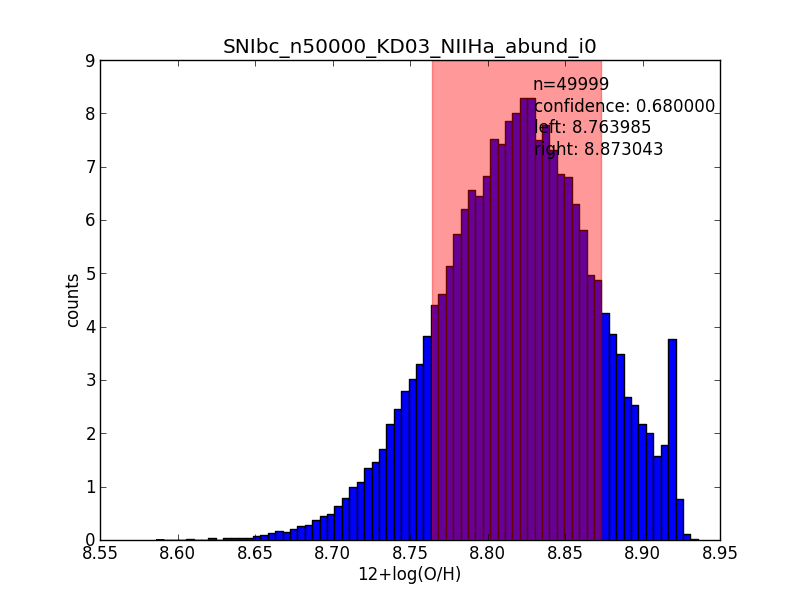 SNIbc_n50000_KD03_NIIHa_abund_i0
n=49999
confidence: 0.680000
left: 8.763985
right: 8.873043
counts
9
8
7
6
5
4
3
2
1
0
8.55 8.60 8.65 8.70 8.75 8.80 8.85 8.90 8.95
12+log(O/H)